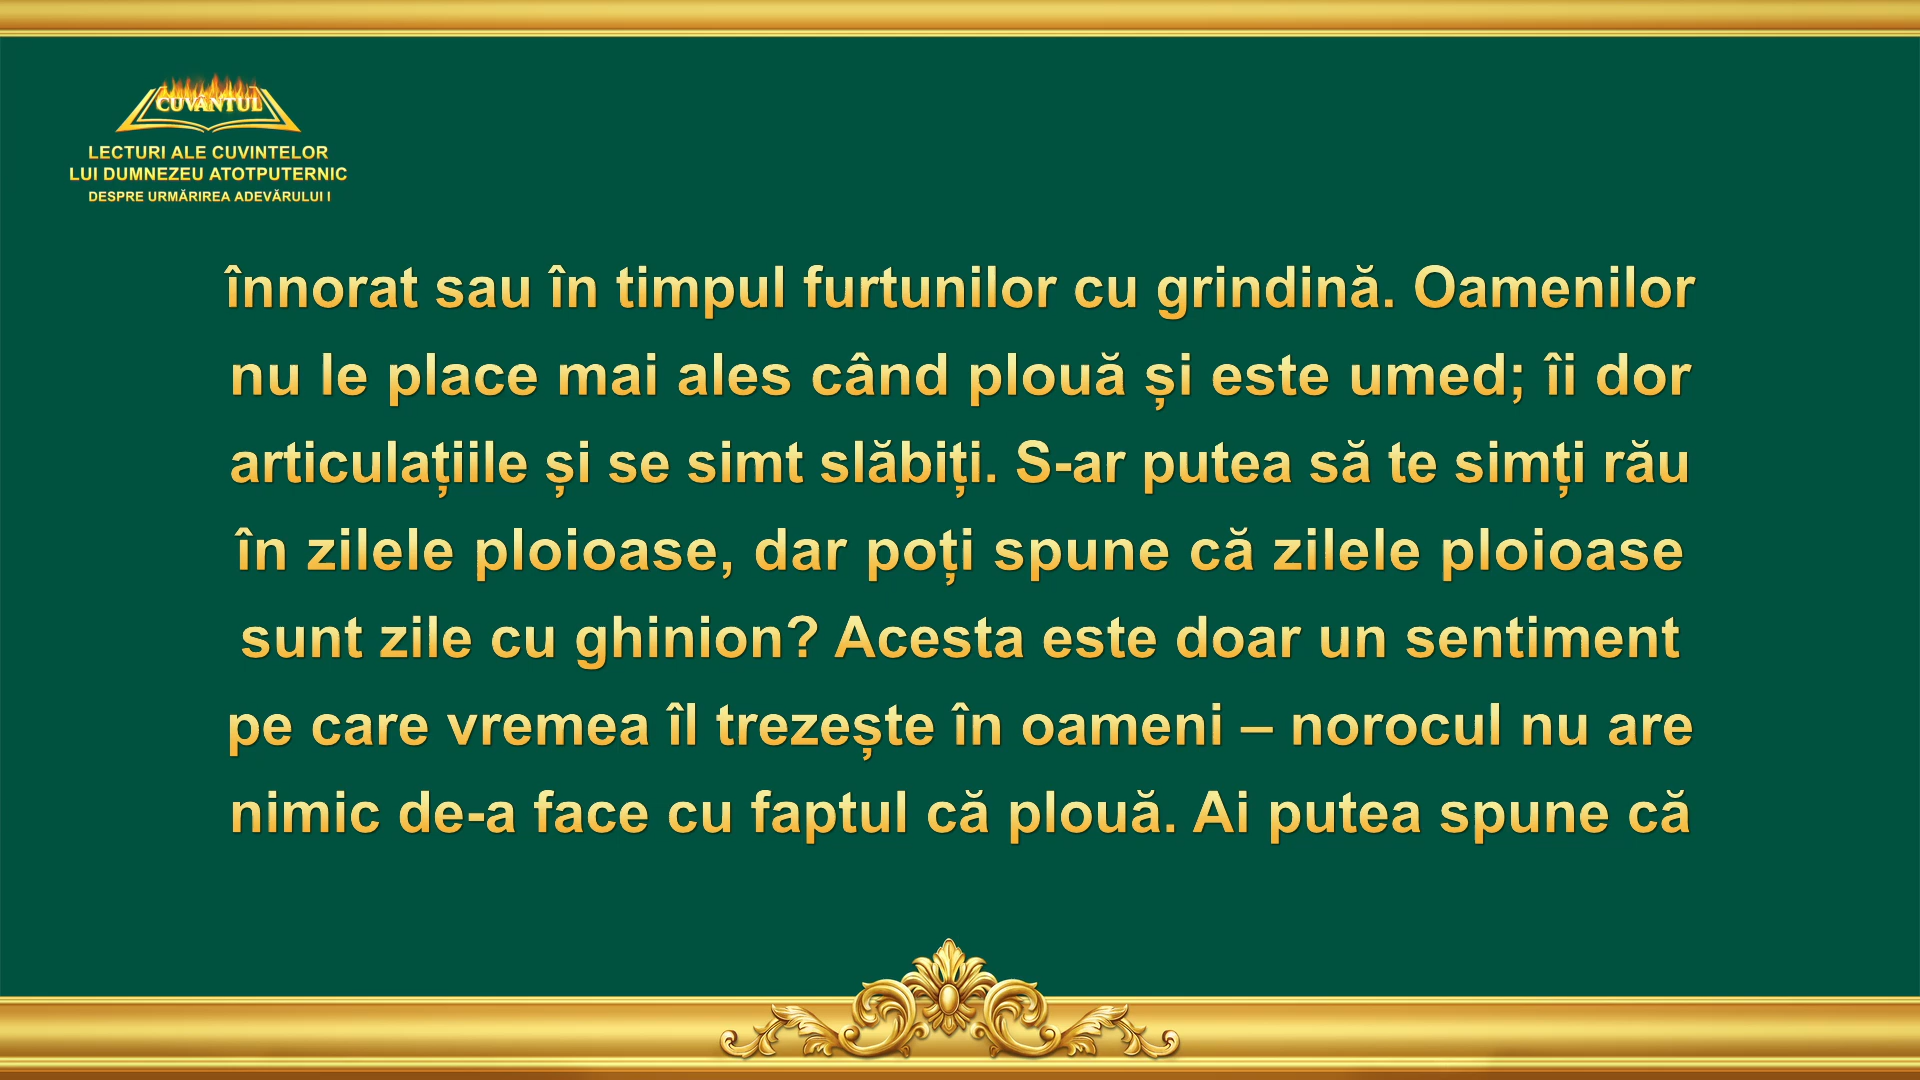 CUVÂNTUL
LECTURI ALE CUVINTELOR
LUI DUMNEZEU ATOTPUTERNIC
DESPRE URMĂRIREA ADEVĂRULUI I
înnorat sau în timpul furtunilor cu grindină. Oamenilor
nu le place mai ales când plouă și este umed; îi dor
articulațiile și se simt slăbiți. S-ar putea să te simți rău
în zilele ploioase, dar poți spune că zilele ploioase
sunt zile cu ghinion? Acesta este doar un sentiment
pe care vremea îl trezește în oameni – norocul nu are
nimic de-a face cu faptul că plouă. Ai putea spune că